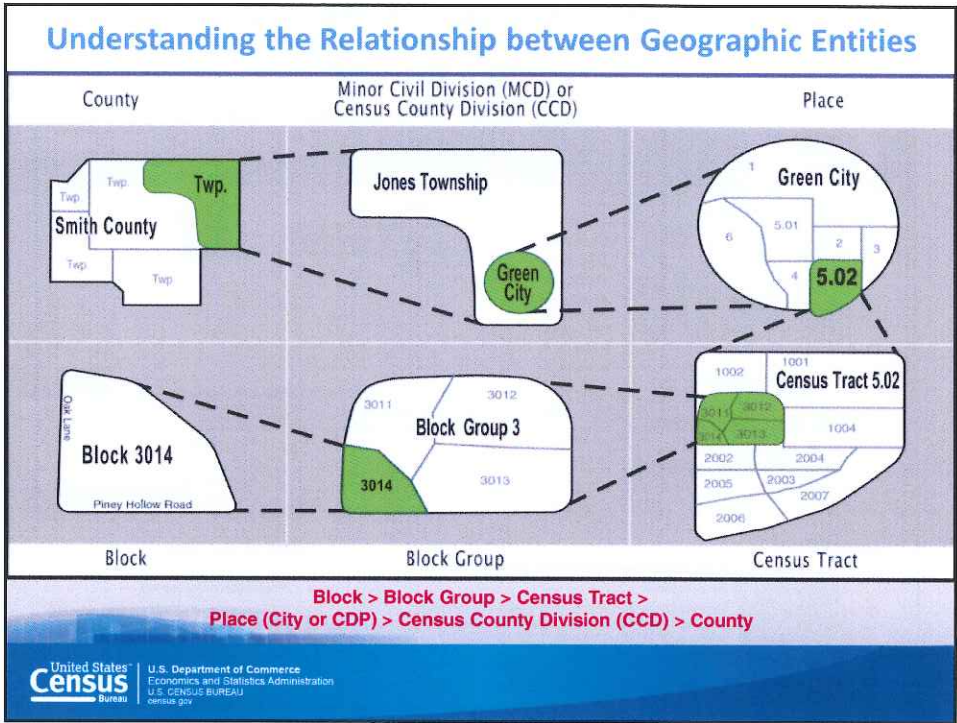 Understanding the Relationship between Geographic Entities
County
Minor Civil Division (MCD) or
Census County Division (CCD)
Place
Twp.
Twp.
Twp.
Smith County
Twp.
Twp.
Jones Township
Green
City
1
Green City
5.01
6
2
3
4
5.02
Oak Lane
Block 3014
Piney Hollow Road
3011
3012
Block Group 3
3014
3013
1001
1002
Census Tract 5.02
3011
3012
3014
3013
1004
2002
2004
2005
2003
2007
2006
Block
Block Group
Census Tract
Block > Block Group > Census Tract >
Place (City or CDP) > Census County Division (CCD) > County
United States™
Census
Bureau
U.S. Department of Commerce
Economics and Statistics Administration
U.S. CENSUS BUREAU
census.gov